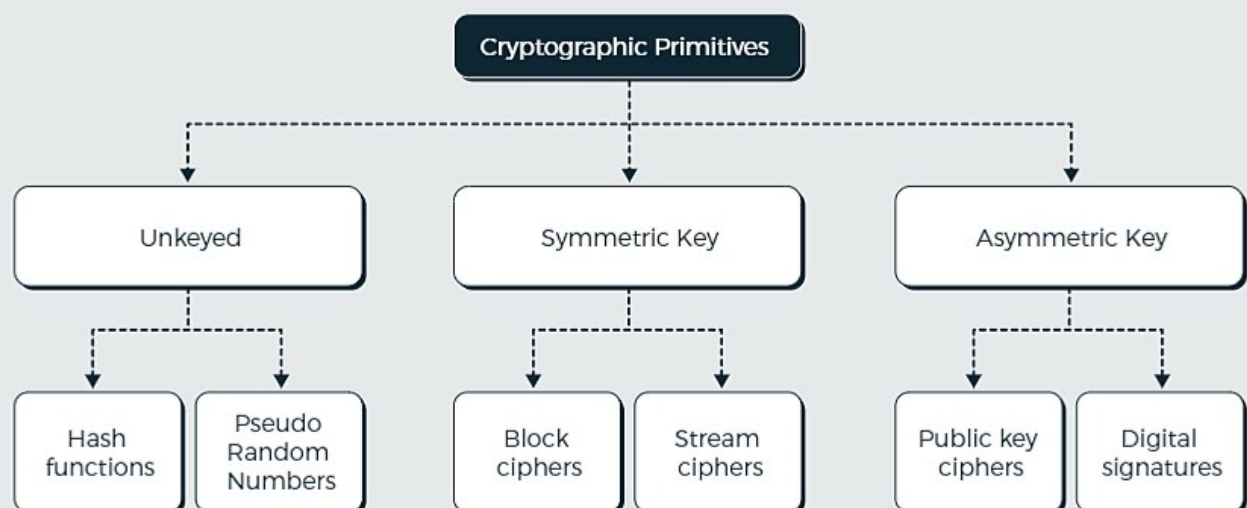 Cryptographic Primitives
Unkeyed
Symmetric Key
Asymmetric Key
Hash
functions
Pseudo
Random
Numbers
Block
ciphers
Stream
ciphers
Public key
ciphers
Digital
signatures